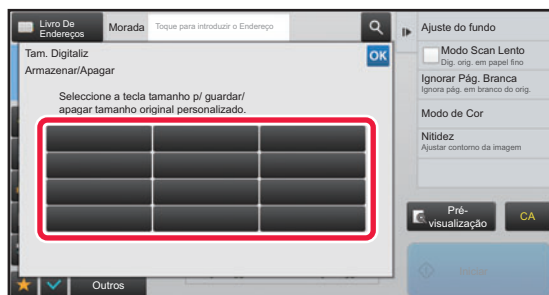 Livro De
Endereços
Morada
Toque para introduzir o Endereço
Tam. Digitaliz
OK
Armazenar/Apagar
Seleccione a tecla tamanho p/ guardar/
apagar tamanho original personalizado.
Outros
Ajuste do fundo
Modo Scan Lento
Dig. orig. em papel fino
Ignorar Pág. Branca
Ignora pág. em branco do orig.
Modo de Cor
Nitidez
Ajustar contorno da imagem
Pré-
visualização
CA